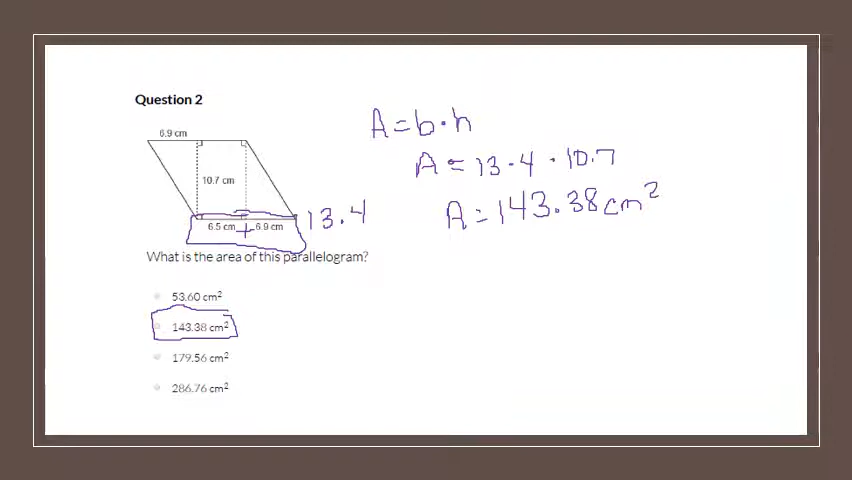 Question 2
6.9 cm
10.7 cm
6.5 cm + 6.9 cm
13.4
A = b · h
A = 13.4 · 10.7
A = 143.38 cm²
What is the area of this parallelogram?
53.60 cm²
143.38 cm²
179.56 cm²
286.76 cm²